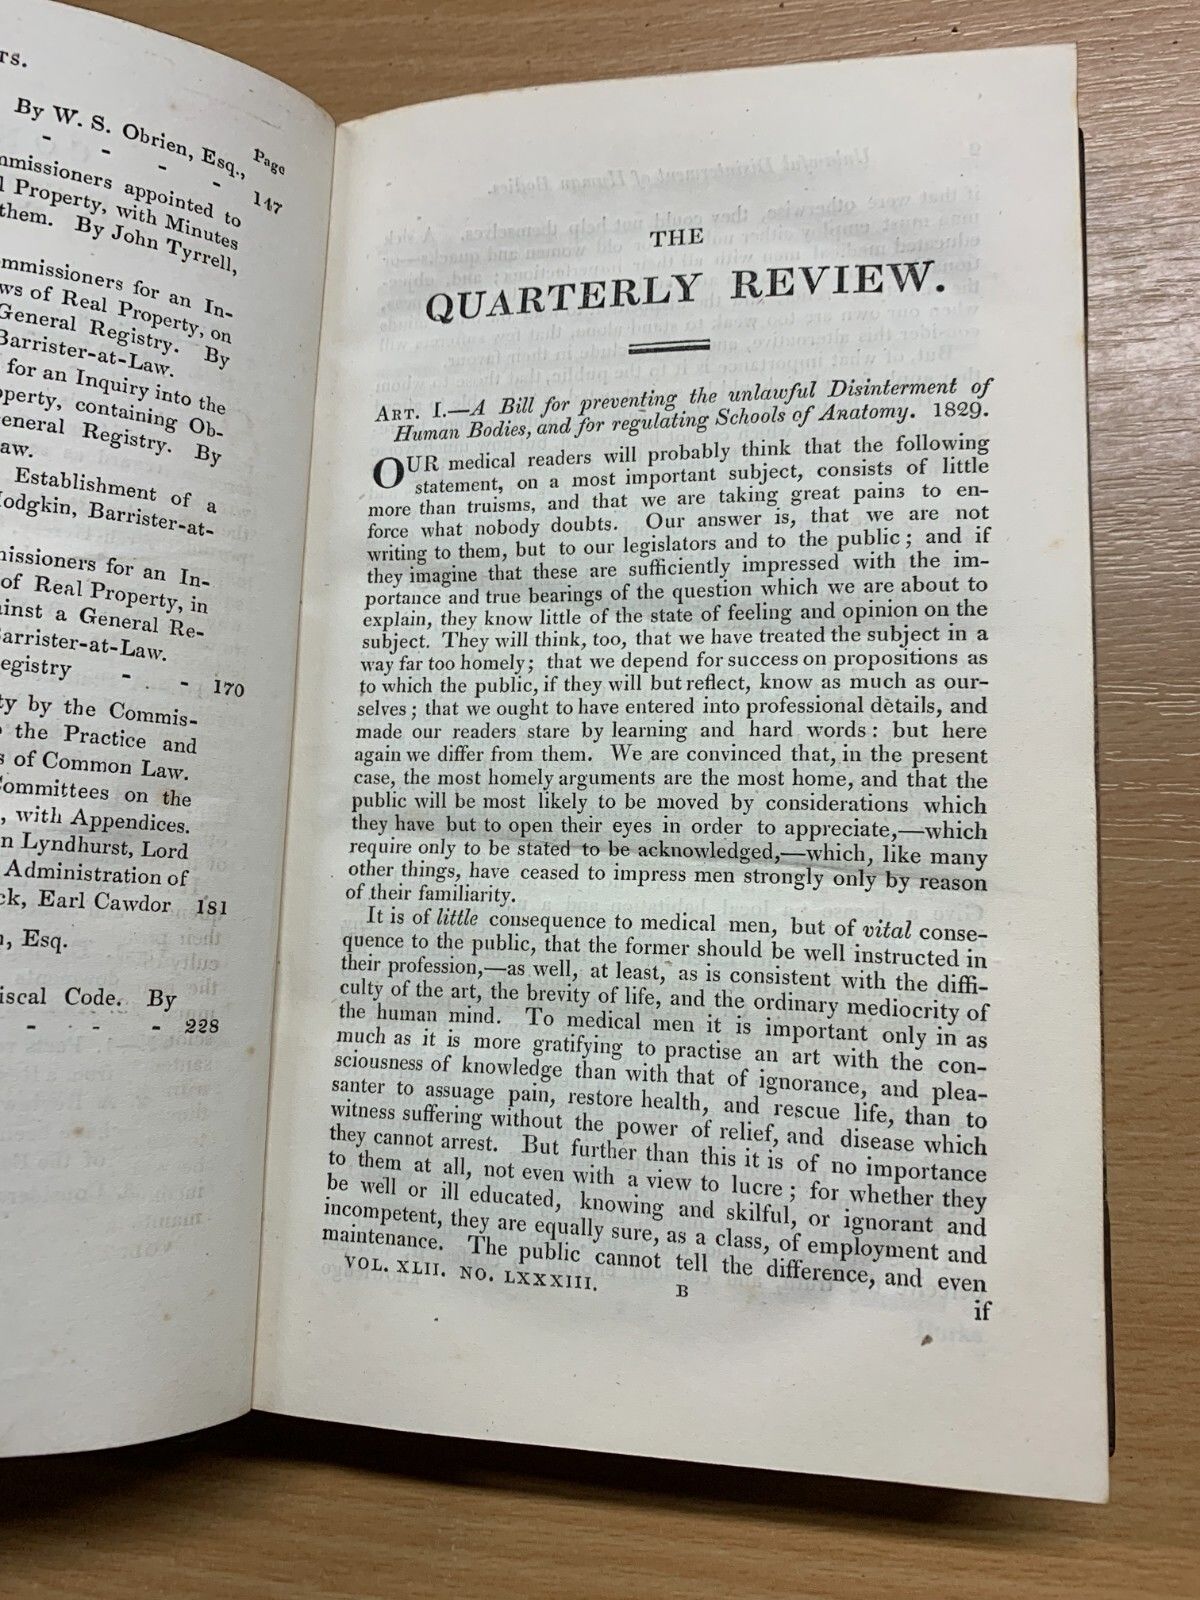 TS.
By W. S. Obrien, Esq.,
- - - - Page
147
missioners appointed to
l Property, with Minutes
them. By John Tyrrell,
mmissioners for an In-
ws of Real Property, on
General Registry. By
Barrister-at-Law.
for an Inquiry into the
operty, containing Ob-
eneral Registry. By
aw.
Establishment of a
Hodgkin, Barrister-at-
missioners for an In-
of Real Property, in
ainst a General Re-
Barrister-at-Law.
egistry - - 170
ty by the Commis-
the Practice and
s of Common Law.
Committees on the
, with Appendices.
n Lyndhurst, Lord
Administration of
ck, Earl Cawdor 181
, Esq.
iscal Code. By
- - - 228
THE
QUARTERLY REVIEW.
ART. I.—A Bill for preventing the unlawful Disinterment of
Human Bodies, and for regulating Schools of Anatomy. 1829.
OUR medical readers will probably think that the following
statement, on a most important subject, consists of little
more than truisms, and that we are taking great pains to en-
force what nobody doubts. Our answer is, that we are not
writing to them, but to our legislators and to the public; and if
they imagine that these are sufficiently impressed with the im-
portance and true bearings of the question which we are about to
explain, they know little of the state of feeling and opinion on the
subject. They will think, too, that we have treated the subject in a
way far too homely; that we depend for success on propositions as
to which the public, if they will but reflect, know as much as our-
selves; that we ought to have entered into professional details, and
made our readers stare by learning and hard words: but here
again we differ from them. We are convinced that, in the present
case, the most homely arguments are the most home, and that the
public will be most likely to be moved by considerations which
they have but to open their eyes in order to appreciate,—which
require only to be stated to be acknowledged,—which, like many
other things, have ceased to impress men strongly only by reason
of their familiarity.
It is of little consequence to medical men, but of vital conse-
quence to the public, that the former should be well instructed in
their profession,—as well, at least, as is consistent with the diffi-
culty of the art, the brevity of life, and the ordinary mediocrity of
the human mind. To medical men it is important only in as
much as it is more gratifying to practise an art with the con-
sciousness of knowledge than with that of ignorance, and plea-
santer to assuage pain, restore health, and rescue life, than to
witness suffering without the power of relief, and disease which
they cannot arrest. But further than this it is of no importance
to them at all, not even with a view to lucre; for whether they
be well or ill educated, knowing and skilful, or ignorant and
incompetent, they are equally sure, as a class, of employment and
maintenance. The public cannot tell the difference, and even
VOL. XLII. NO. LXXXIII. B
if